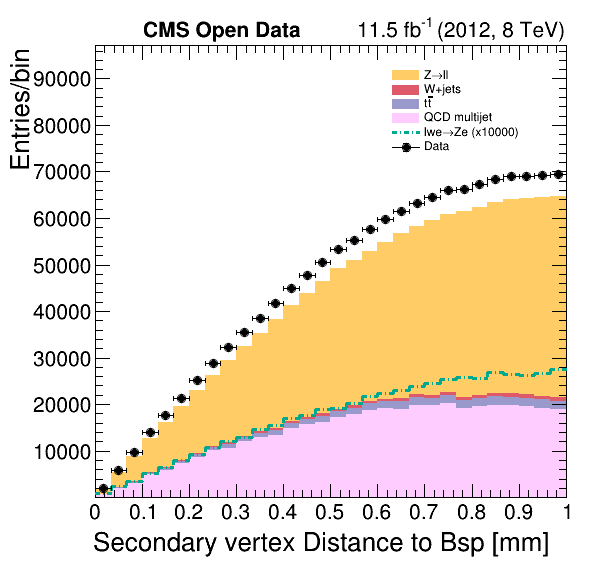 CMS Open Data 11.5 fb⁻¹ (2012, 8 TeV)
Entries/bin
90000
80000
70000
60000
50000
40000
30000
20000
10000
Z→ll
W+jets
tt̄
QCD multijet
lwe→Ze (x10000)
Data
0 0.1 0.2 0.3 0.4 0.5 0.6 0.7 0.8 0.9 1
Secondary vertex Distance to Bsp [mm]